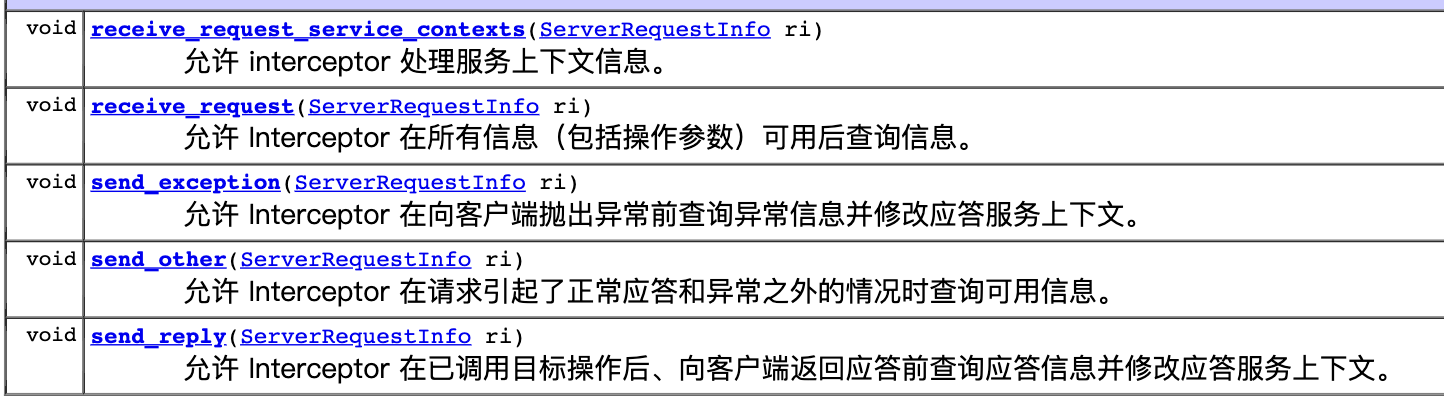 void receive_request_service_contexts(ServerRequestInfo ri)
允许 interceptor 处理服务上下文信息。
void receive_request(ServerRequestInfo ri)
允许 Interceptor 在所有信息（包括操作参数）可用后查询信息。
void send_exception(ServerRequestInfo ri)
允许 Interceptor 在向客户端抛出异常前查询异常信息并修改应答服务上下文。
void send_other(ServerRequestInfo ri)
允许 Interceptor 在请求引起了正常应答和异常之外的情况时查询可用信息。
void send_reply(ServerRequestInfo ri)
允许 Interceptor 在已调用目标操作后、向客户端返回应答前查询应答信息并修改应答服务上下文。